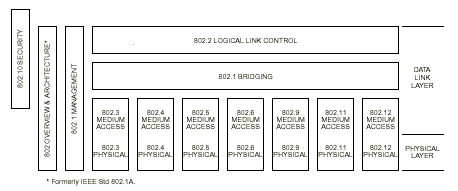 802.10 SECURITY
802 OVERVIEW & ARCHITECTURE*
802.1 MANAGEMENT
802.2 LOGICAL LINK CONTROL
802.1 BRIDGING
DATA
LINK
LAYER
802.3
MEDIUM
ACCESS
802.3
PHYSICAL
802.4
MEDIUM
ACCESS
802.4
PHYSICAL
802.5
MEDIUM
ACCESS
802.5
PHYSICAL
802.6
MEDIUM
ACCESS
802.6
PHYSICAL
802.9
MEDIUM
ACCESS
802.9
PHYSICAL
802.11
MEDIUM
ACCESS
802.11
PHYSICAL
802.12
MEDIUM
ACCESS
802.12
PHYSICAL
PHYSICAL
LAYER
* Formerly IEEE Std 802.1A.